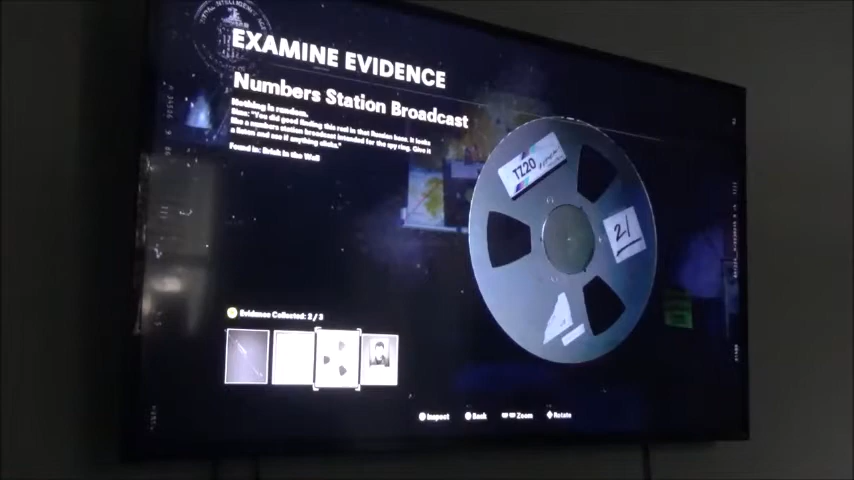 EXAMINE EVIDENCE
Numbers Station Broadcast
Nothing is random.
Sims: "You did good finding this reel in that Russian base. It looks
like a numbers station broadcast intended for the spy ring. Give it
a listen and see if anything clicks."
Found in: Brick in the Wall
TZ20
21
Evidence Collected: 3/3
Inspect
Back
Zoom
Rotate